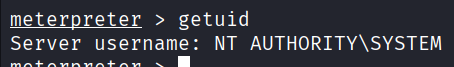 meterpreter > getuid
Server username: NT AUTHORITY\SYSTEM
meterpreter >